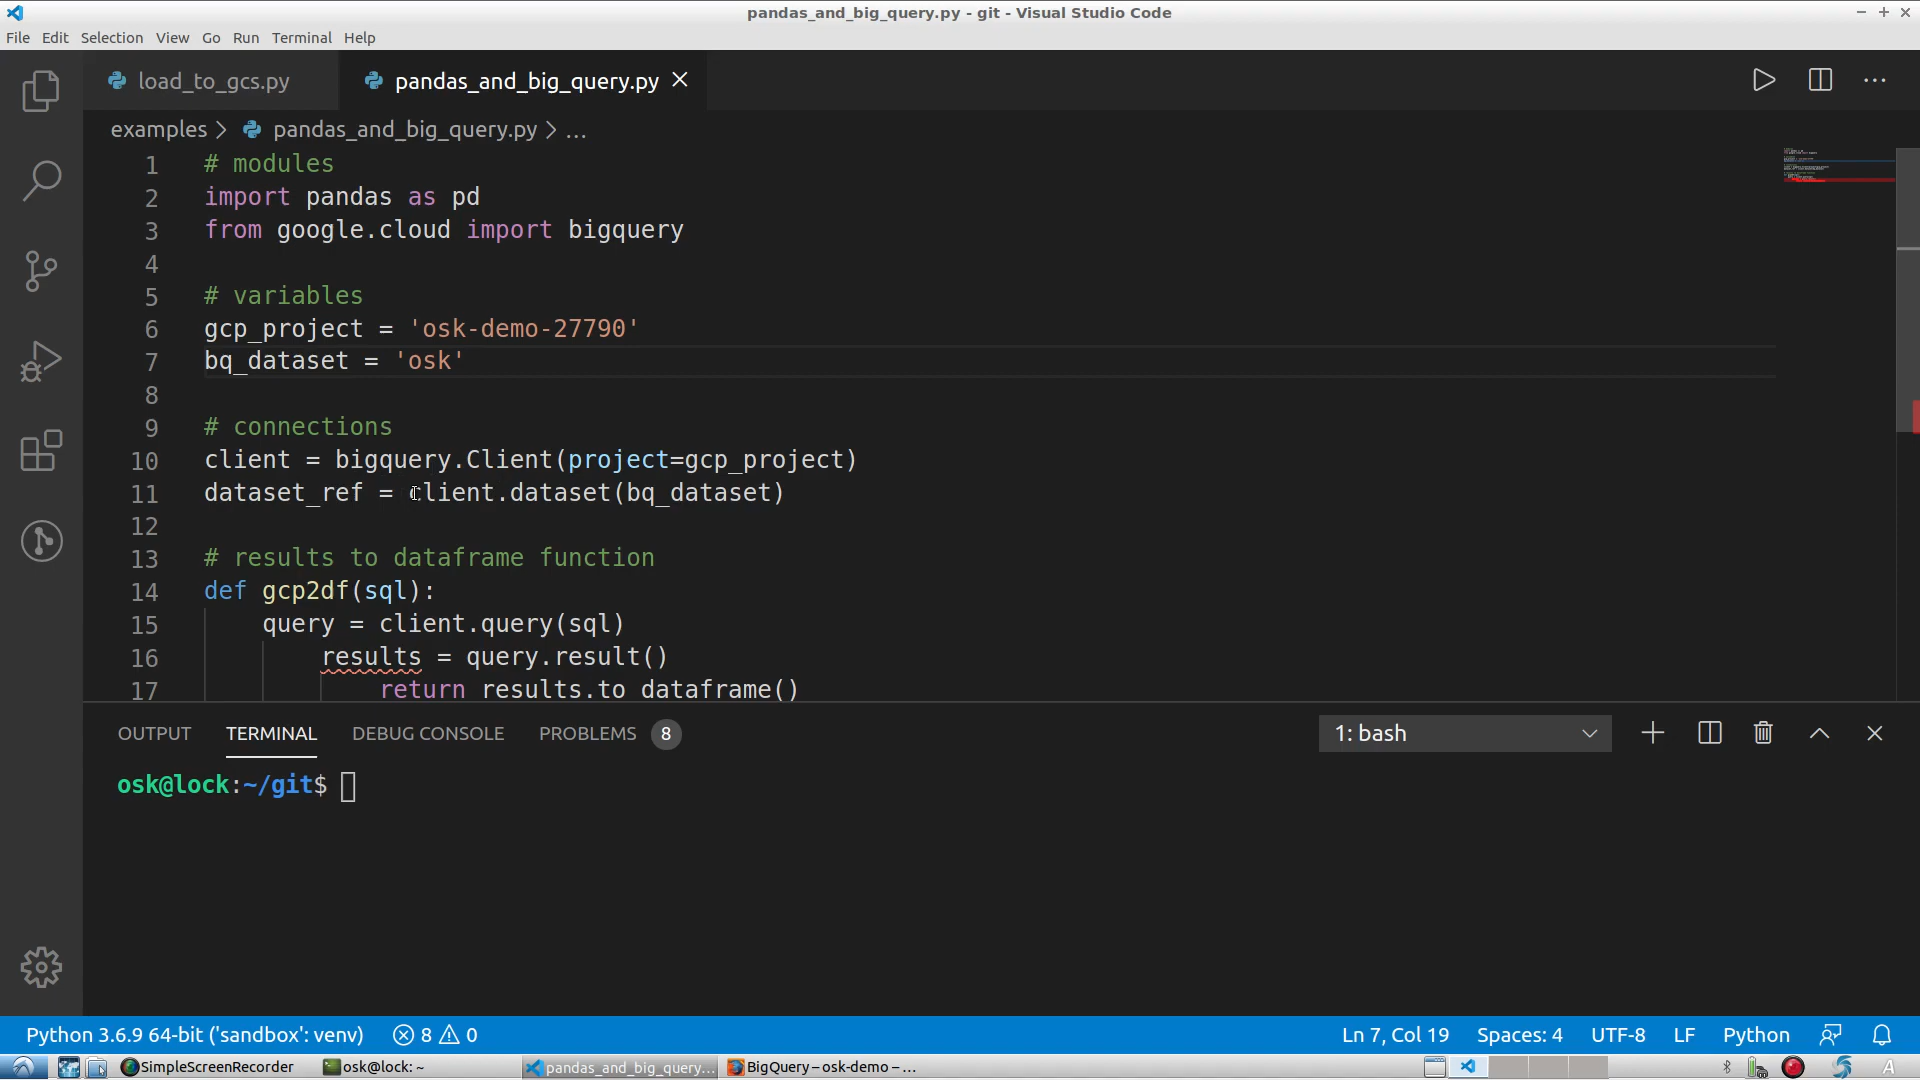 pandas_and_big_query.py - git - Visual Studio Code
File Edit Selection View Go Run Terminal Help
load_to_gcs.py pandas_and_big_query.py
examples > pandas_and_big_query.py > ...
1 # modules
2 import pandas as pd
3 from google.cloud import bigquery
4
5 # variables
6 gcp_project = 'osk-demo-27790'
7 bq_dataset = 'osk'
8
9 # connections
10 client = bigquery.Client(project=gcp_project)
11 dataset_ref = client.dataset(bq_dataset)
12
13 # results to dataframe function
14 def gcp2df(sql):
15 query = client.query(sql)
16 results = query.result()
17 return results.to_dataframe()
OUTPUT TERMINAL DEBUG CONSOLE PROBLEMS 8 1: bash
osk@lock:~/git$
Python 3.6.9 64-bit ('sandbox': venv) 8 0 Ln 7, Col 19 Spaces: 4 UTF-8 LF Python
SimpleScreenRecorder osk@lock: ~ pandas_and_big_query... BigQuery – osk-demo – ... A